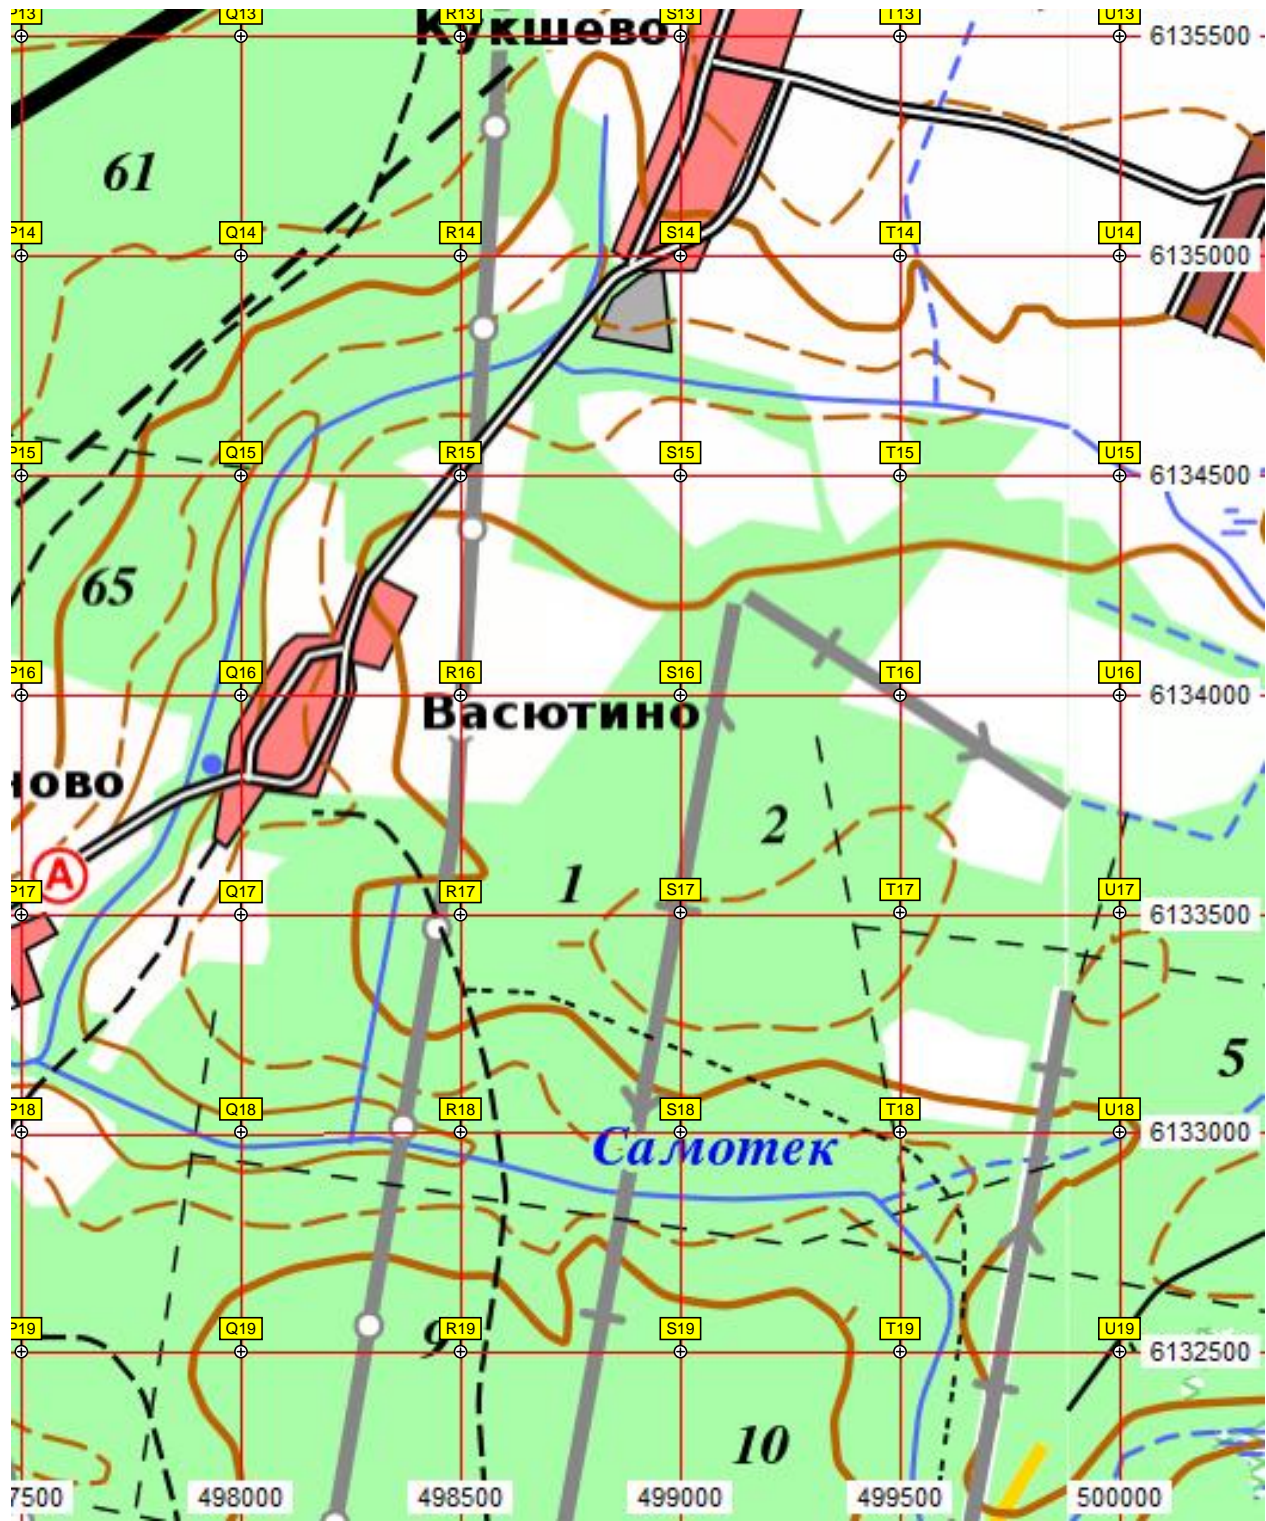 P13 Q13 R13 S13 T13 U13
Кукшево
6135500
61
P14 Q14 R14 S14 T14 U14
6135000
P15 Q15 R15 S15 T15 U15
6134500
65
P16 Q16 R16 S16 T16 U16
6134000
Васютино
ново
2
А
1
P17 Q17 R17 S17 T17 U17
6133500
5
P18 Q18 R18 S18 T18 U18
6133000
Самотек
P19 Q19 R19 S19 T19 U19
9
6132500
10
7500 498000 498500 499000 499500 500000